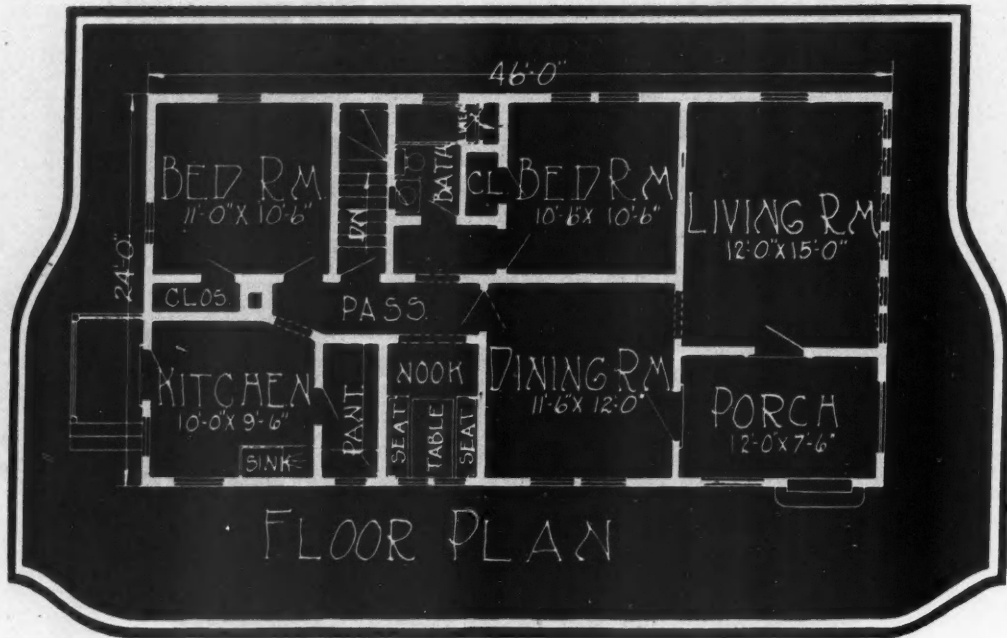 46'-0"
24'-0"
BED RM
11'-0" X 10'-6"
DN
BATH
CL
BED RM
10'-6" X 10'-6"
LIVING RM
12'-0" X 15'-0"
CLOS.
PASS.
KITCHEN
10'-0" X 9'-6"
SINK
PANT.
NOOK
SEAT
TABLE
SEAT
DINING RM
11'-6" X 12'-0"
PORCH
12'-0" X 7'-6"
FLOOR PLAN